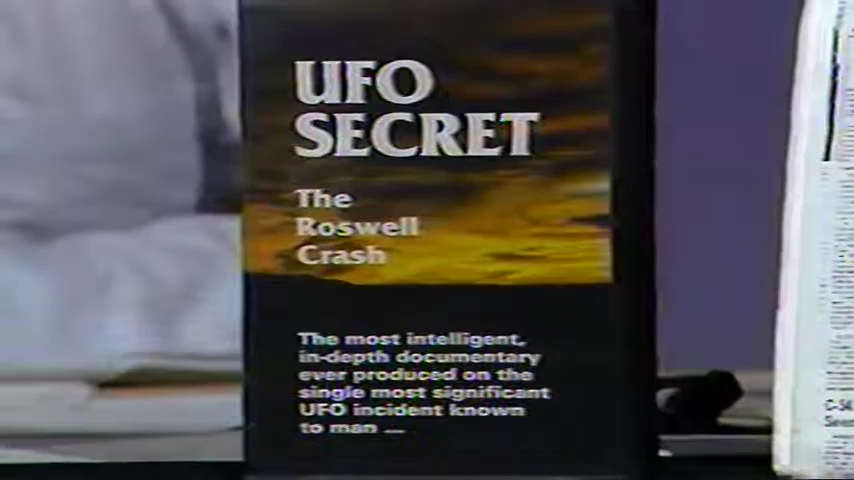 UFO
SECRET
The
Roswell
Crash
The most intelligent,
in-depth documentary
ever produced on the
single most significant
UFO incident known
to man ...
C-34